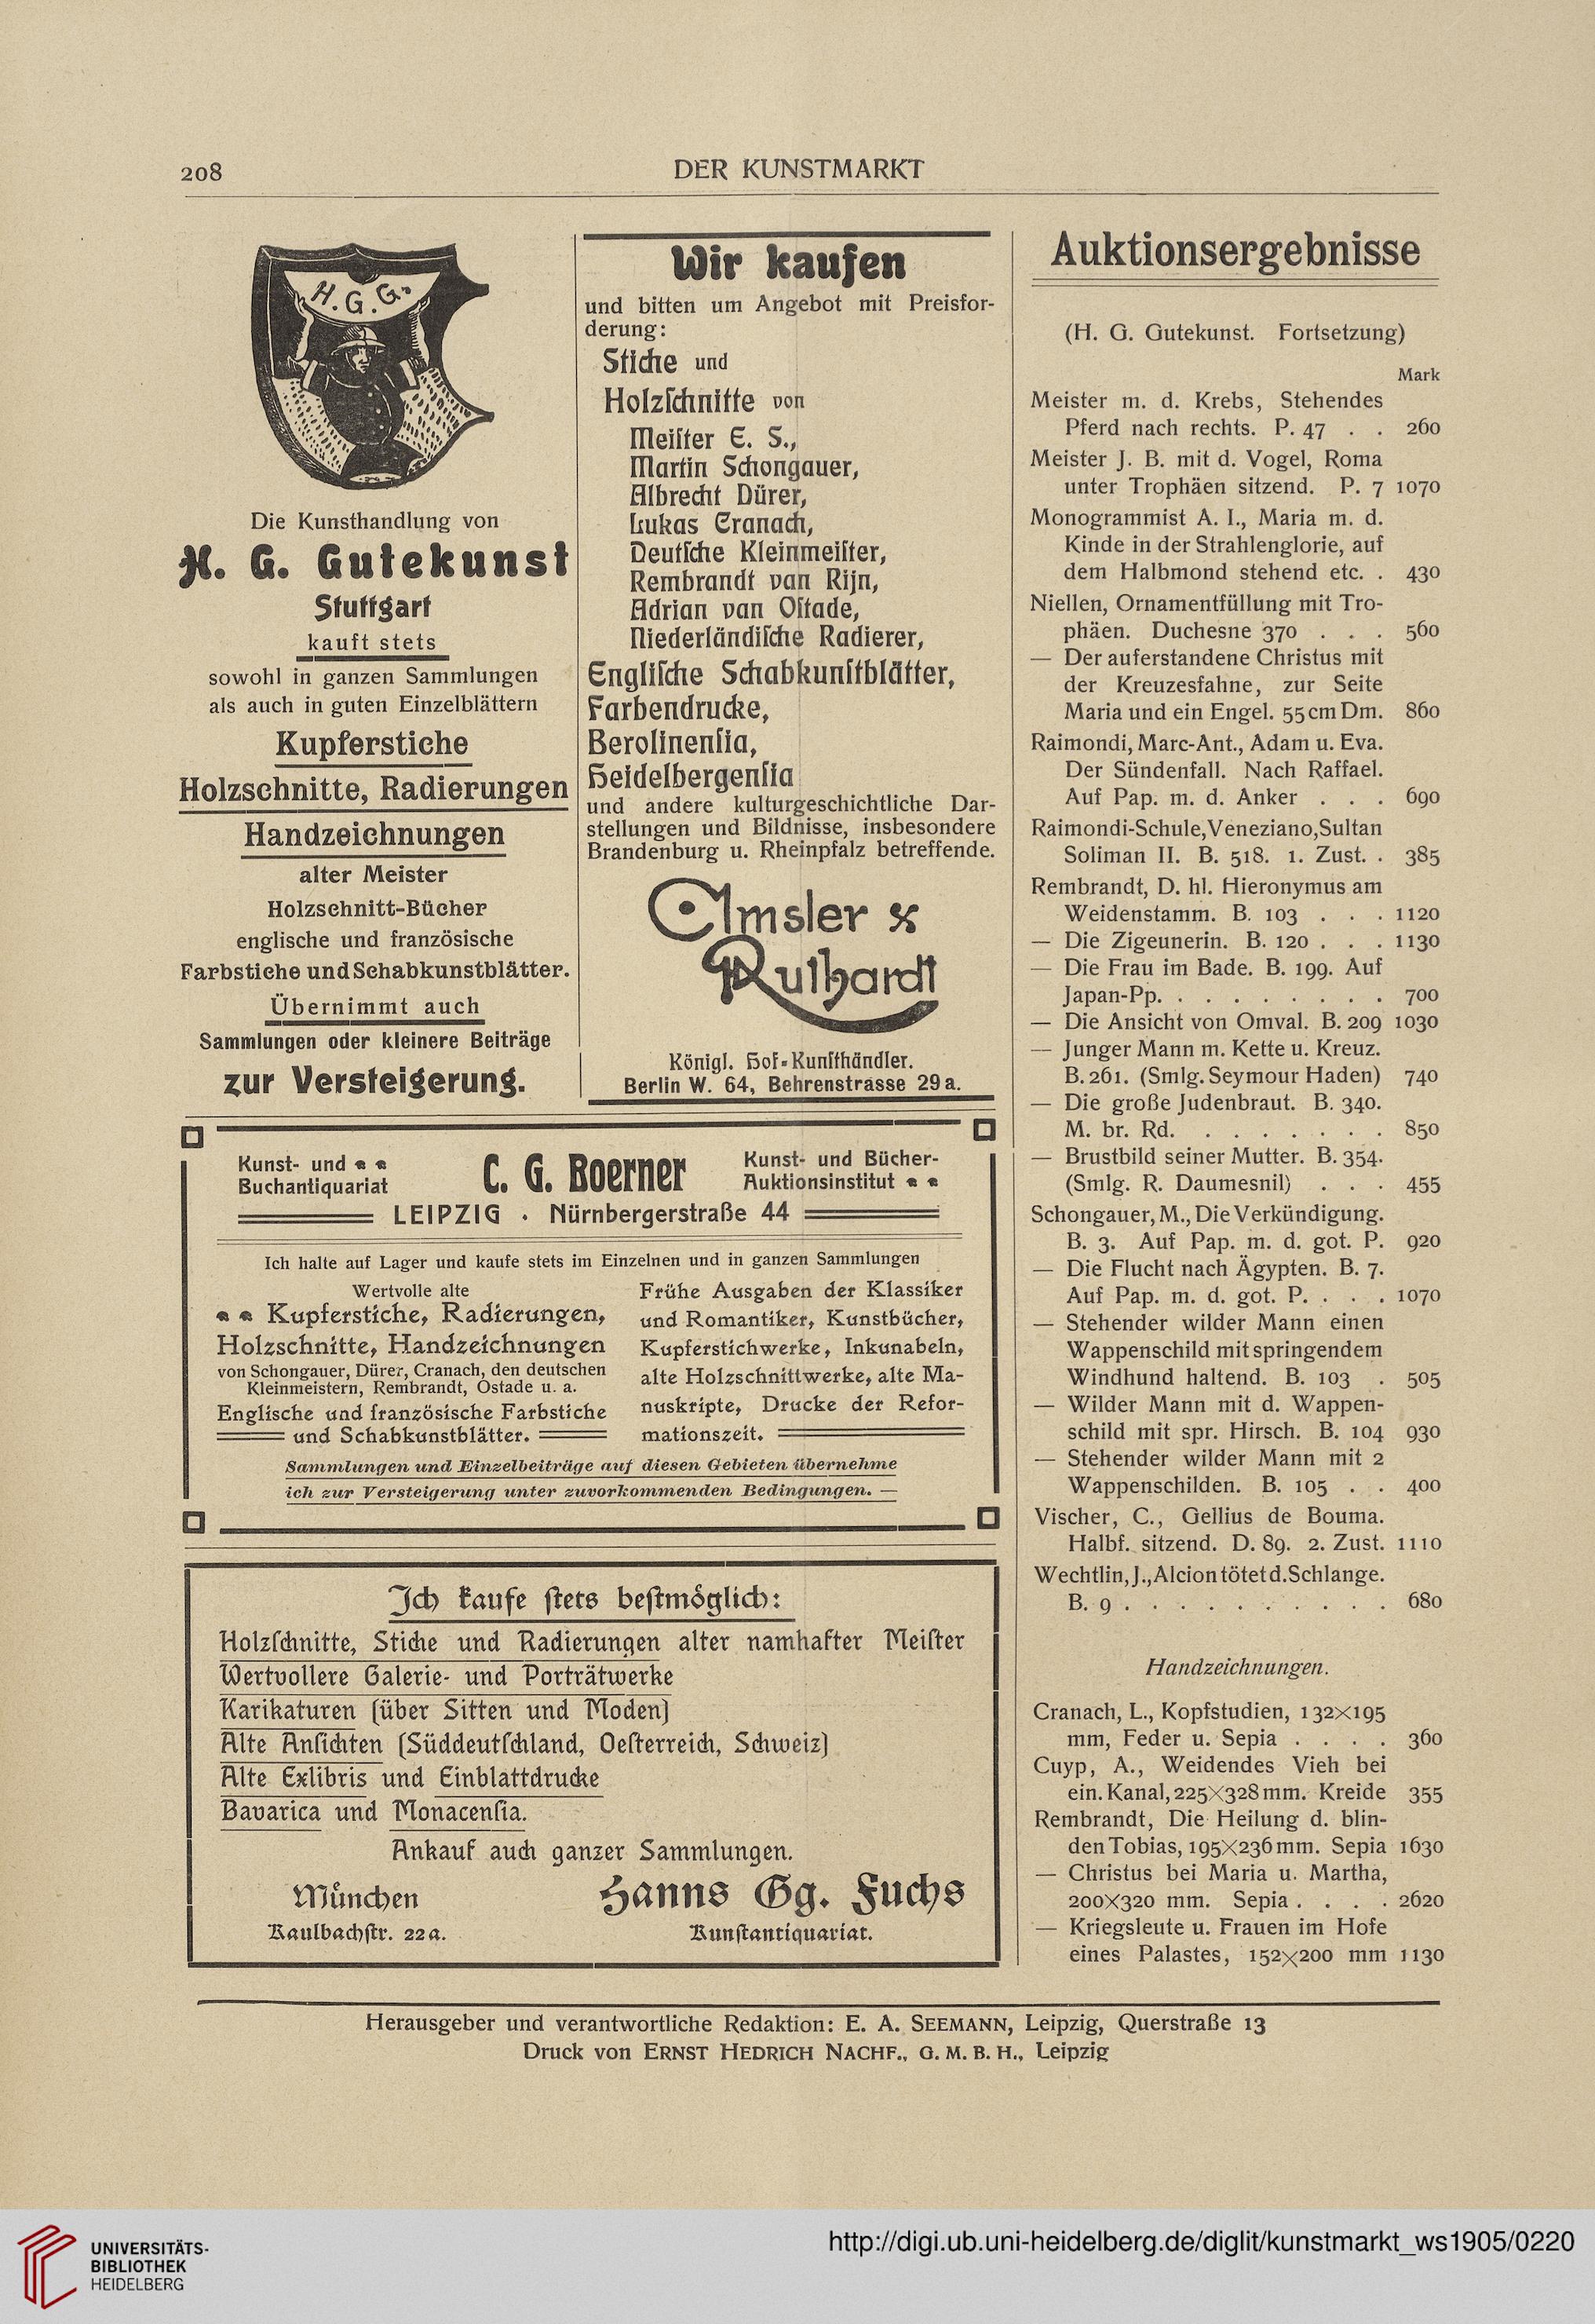 208
DER KUNSTMARKT
H. G. G.
Die Kunsthandlung von
H. G. Gutekunst
Stuttgart
kauft stets
sowohl in ganzen Sammlungen
als auch in guten Einzelblättern
Kupferstiche
Holzschnitte, Radierungen
Handzeichnungen
alter Meister
Holzschnitt-Bücher
englische und französische
Farbstiche und Schabkunstblätter.
Übernimmt auch
Sammlungen oder kleinere Beiträge
zur Versteigerung.
Wir kaufen
und bitten um Angebot mit Preisfor-
derung:
Stiche und
Holzſchnitte von
Meiſter E. S.,
Martin Schongauer,
Albrecht Dürer,
Lukas Cranach,
Deutſche Kleinmeiſter,
Rembrandt van Rijn,
Adrian van Oſtade,
Niederländiſche Radierer,
Engliſche Schabkunſtblätter,
Farbendrucke,
Berolinenſia,
Heidelbergenſia
und andere kulturgeschichtliche Dar-
stellungen und Bildnisse, insbesondere
Brandenburg u. Rheinpfalz betreffende.
Amsler &
Ruthardt
Königl. Hof-Kunſthändler.
Berlin W. 64, Behrenstrasse 29 a.
Kunst- und
Buchantiquariat
C. G. Boerner
Kunst- und Bücher-
Auktionsinstitut
LEIPZIG · Nürnbergerstraße 44
Ich halte auf Lager und kaufe stets im Einzelnen und in ganzen Sammlungen
Wertvolle alte
Kupferstiche, Radierungen,
Holzschnitte, Handzeichnungen
von Schongauer, Dürer, Cranach, den deutschen
Kleinmeistern, Rembrandt, Ostade u. a.
Englische und französische Farbstiche
und Schabkunstblätter.
Frühe Ausgaben der Klassiker
und Romantiker, Kunstbücher,
Kupferstichwerke, Inkunabeln,
alte Holzschnittwerke, alte Ma-
nuskripte, Drucke der Refor-
mationszeit.
Sammlungen und Einzelbeiträge auf diesen Gebieten übernehme
ich zur Versteigerung unter zuvorkommenden Bedingungen. —
Ich kaufe ſtets beſtmöglich:
Holzſchnitte, Stiche und Radierungen alter namhafter Meiſter
Wertvollere Galerie- und Porträtwerke
Karikaturen (über Sitten und Moden)
Alte Anſichten (Süddeutſchland, Oeſterreich, Schweiz)
Alte Exlibris und Einblattdrucke
Bavarica und Monacenſia.
Ankauf auch ganzer Sammlungen.
München
Kaulbachſtr. 22 a.
Hanns Gg. Fuchs
Kunſtantiquariat.
Auktionsergebnisse
(H. G. Gutekunst. Fortsetzung)
Mark
Meister m. d. Krebs, Stehendes
Pferd nach rechts. P. 47 . . 260
Meister J. B. mit d. Vogel, Roma
unter Trophäen sitzend. P. 7 1070
Monogrammist A. I., Maria m. d.
Kinde in der Strahlenglorie, auf
dem Halbmond stehend etc. . 430
Niellen, Ornamentfüllung mit Tro-
phäen. Duchesne 370 . . . 560
— Der auferstandene Christus mit
der Kreuzesfahne, zur Seite
Maria und ein Engel. 55 cm Dm. 860
Raimondi, Marc-Ant., Adam u. Eva.
Der Sündenfall. Nach Raffael.
Auf Pap. m. d. Anker . . . 690
Raimondi-Schule, Veneziano, Sultan
Soliman II. B. 518. 1. Zust. . 385
Rembrandt, D. hl. Hieronymus am
Weidenstamm. B. 103 . . . 1120
— Die Zigeunerin. B. 120 . . . 1130
— Die Frau im Bade. B. 199. Auf
Japan-Pp. . . . . . . . . 700
— Die Ansicht von Omval. B. 209 1030
— Junger Mann m. Kette u. Kreuz.
B. 261. (Smlg. Seymour Haden) 740
— Die große Judenbraut. B. 340.
M. br. Rd. . . . . . . . 850
— Brustbild seiner Mutter. B. 354.
(Smlg. R. Daumesnil) . . . 455
Schongauer, M., Die Verkündigung.
B. 3. Auf Pap. m. d. got. P. 920
— Die Flucht nach Ägypten. B. 7.
Auf Pap. m. d. got. P. . . . 1070
— Stehender wilder Mann einen
Wappenschild mit springendem
Windhund haltend. B. 103 . 505
— Wilder Mann mit d. Wappen-
schild mit spr. Hirsch. B. 104 930
— Stehender wilder Mann mit 2
Wappenschilden. B. 105 . . 400
Vischer, C., Gellius de Bouma.
Halbf. sitzend. D. 89. 2. Zust. 1110
Wechtlin, J., Alcion tötet d. Schlange.
B. 9 . . . . . . . . . . 680
Handzeichnungen.
Cranach, L., Kopfstudien, 132×195
mm, Feder u. Sepia . . . . 360
Cuyp, A., Weidendes Vieh bei
ein. Kanal, 225×328 mm. Kreide 355
Rembrandt, Die Heilung d. blin-
den Tobias, 195×236 mm. Sepia 1630
— Christus bei Maria u. Martha,
200×320 mm. Sepia . . . . 2620
— Kriegsleute u. Frauen im Hofe
eines Palastes, 152×200 mm 1130
Herausgeber und verantwortliche Redaktion: E. A. SEEMANN, Leipzig, Querstraße 13
Druck von ERNST HEDRICH NACHF., G. M. B. H., Leipzig
UNIVERSITÄTS-
BIBLIOTHEK
HEIDELBERG
http://digi.ub.uni-heidelberg.de/diglit/kunstmarkt_ws1905/0220